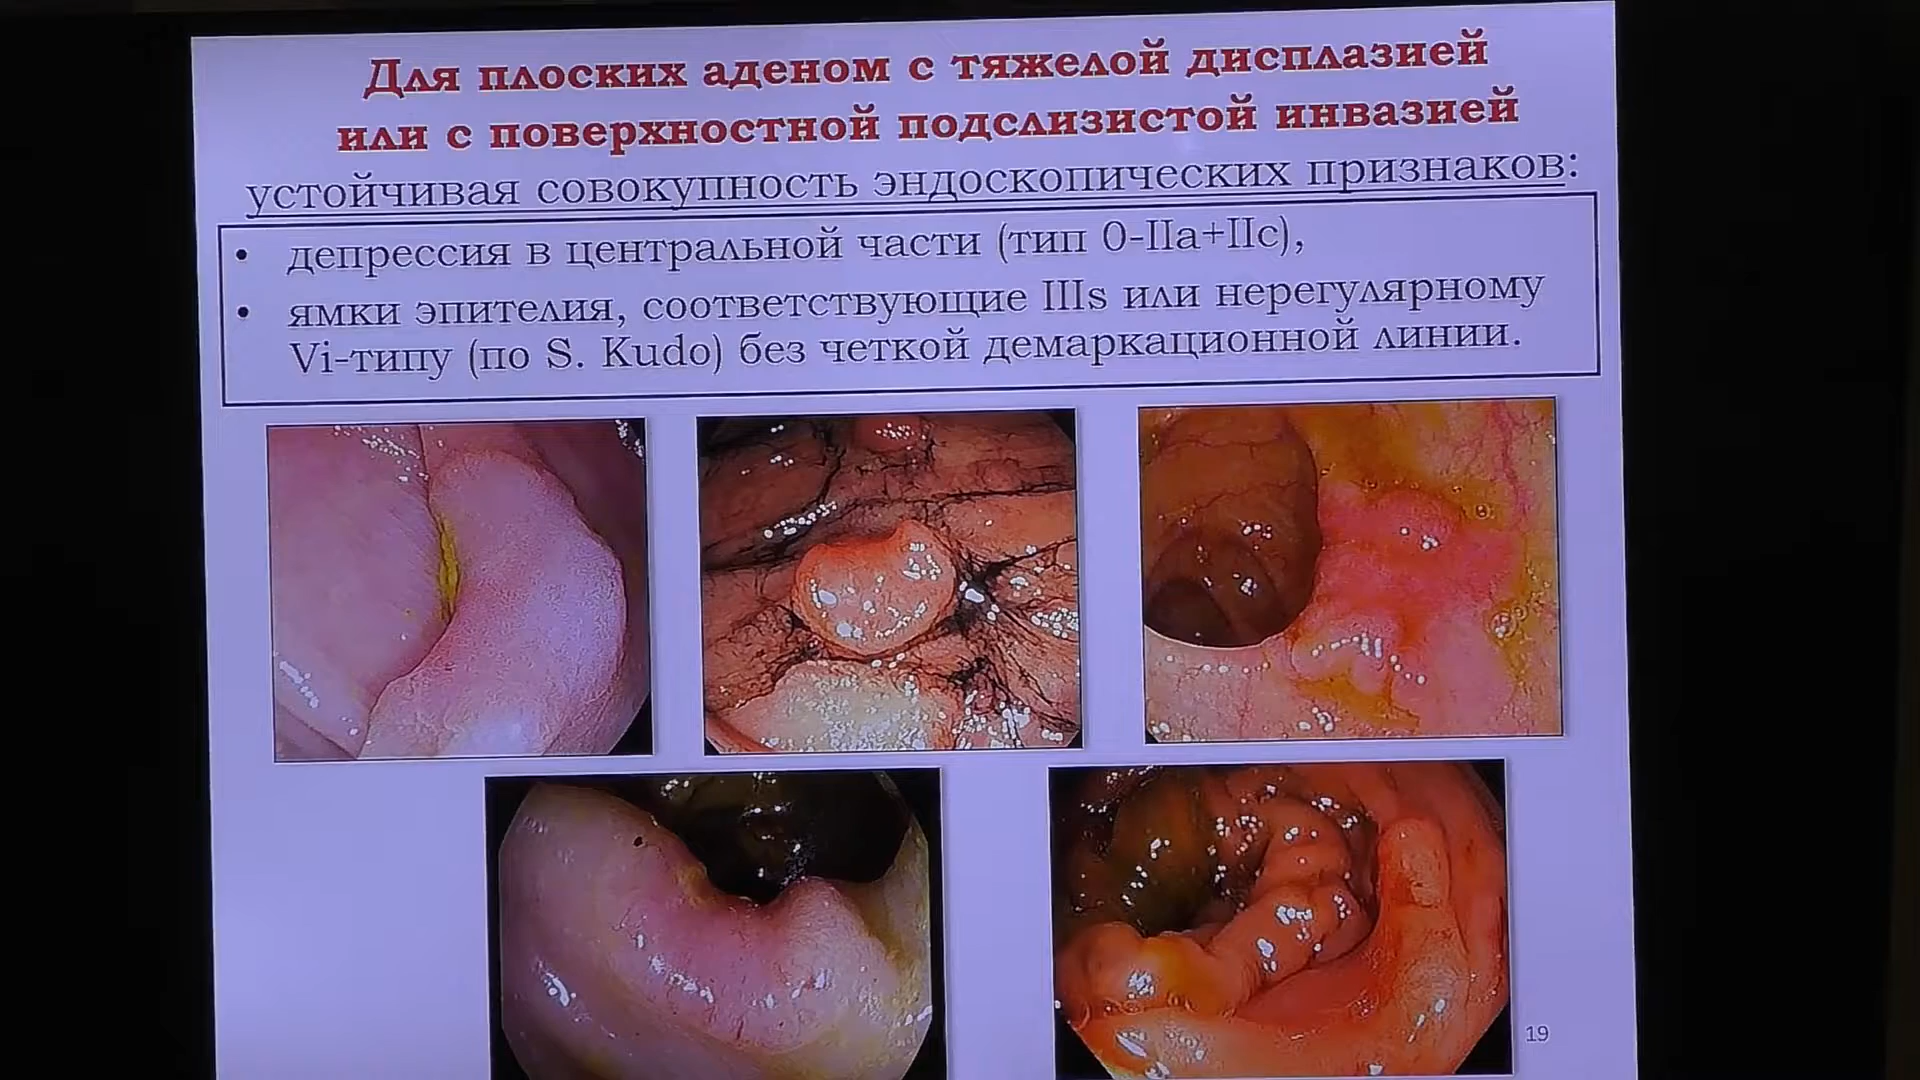 Для плоских аденом с тяжелой дисплазией
или с поверхностной подслизистой инвазией
устойчивая совокупность эндоскопических признаков:
• депрессия в центральной части (тип 0-IIa+IIc),
• ямки эпителия, соответствующие IIIs или нерегулярному
Vi-типу (по S. Kudo) без четкой демаркационной линии.
19